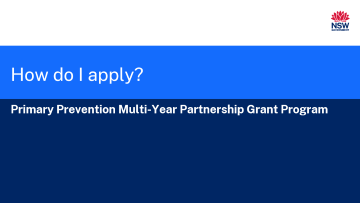 NSW
How do I apply?
Primary Prevention Multi-Year Partnership Grant Program